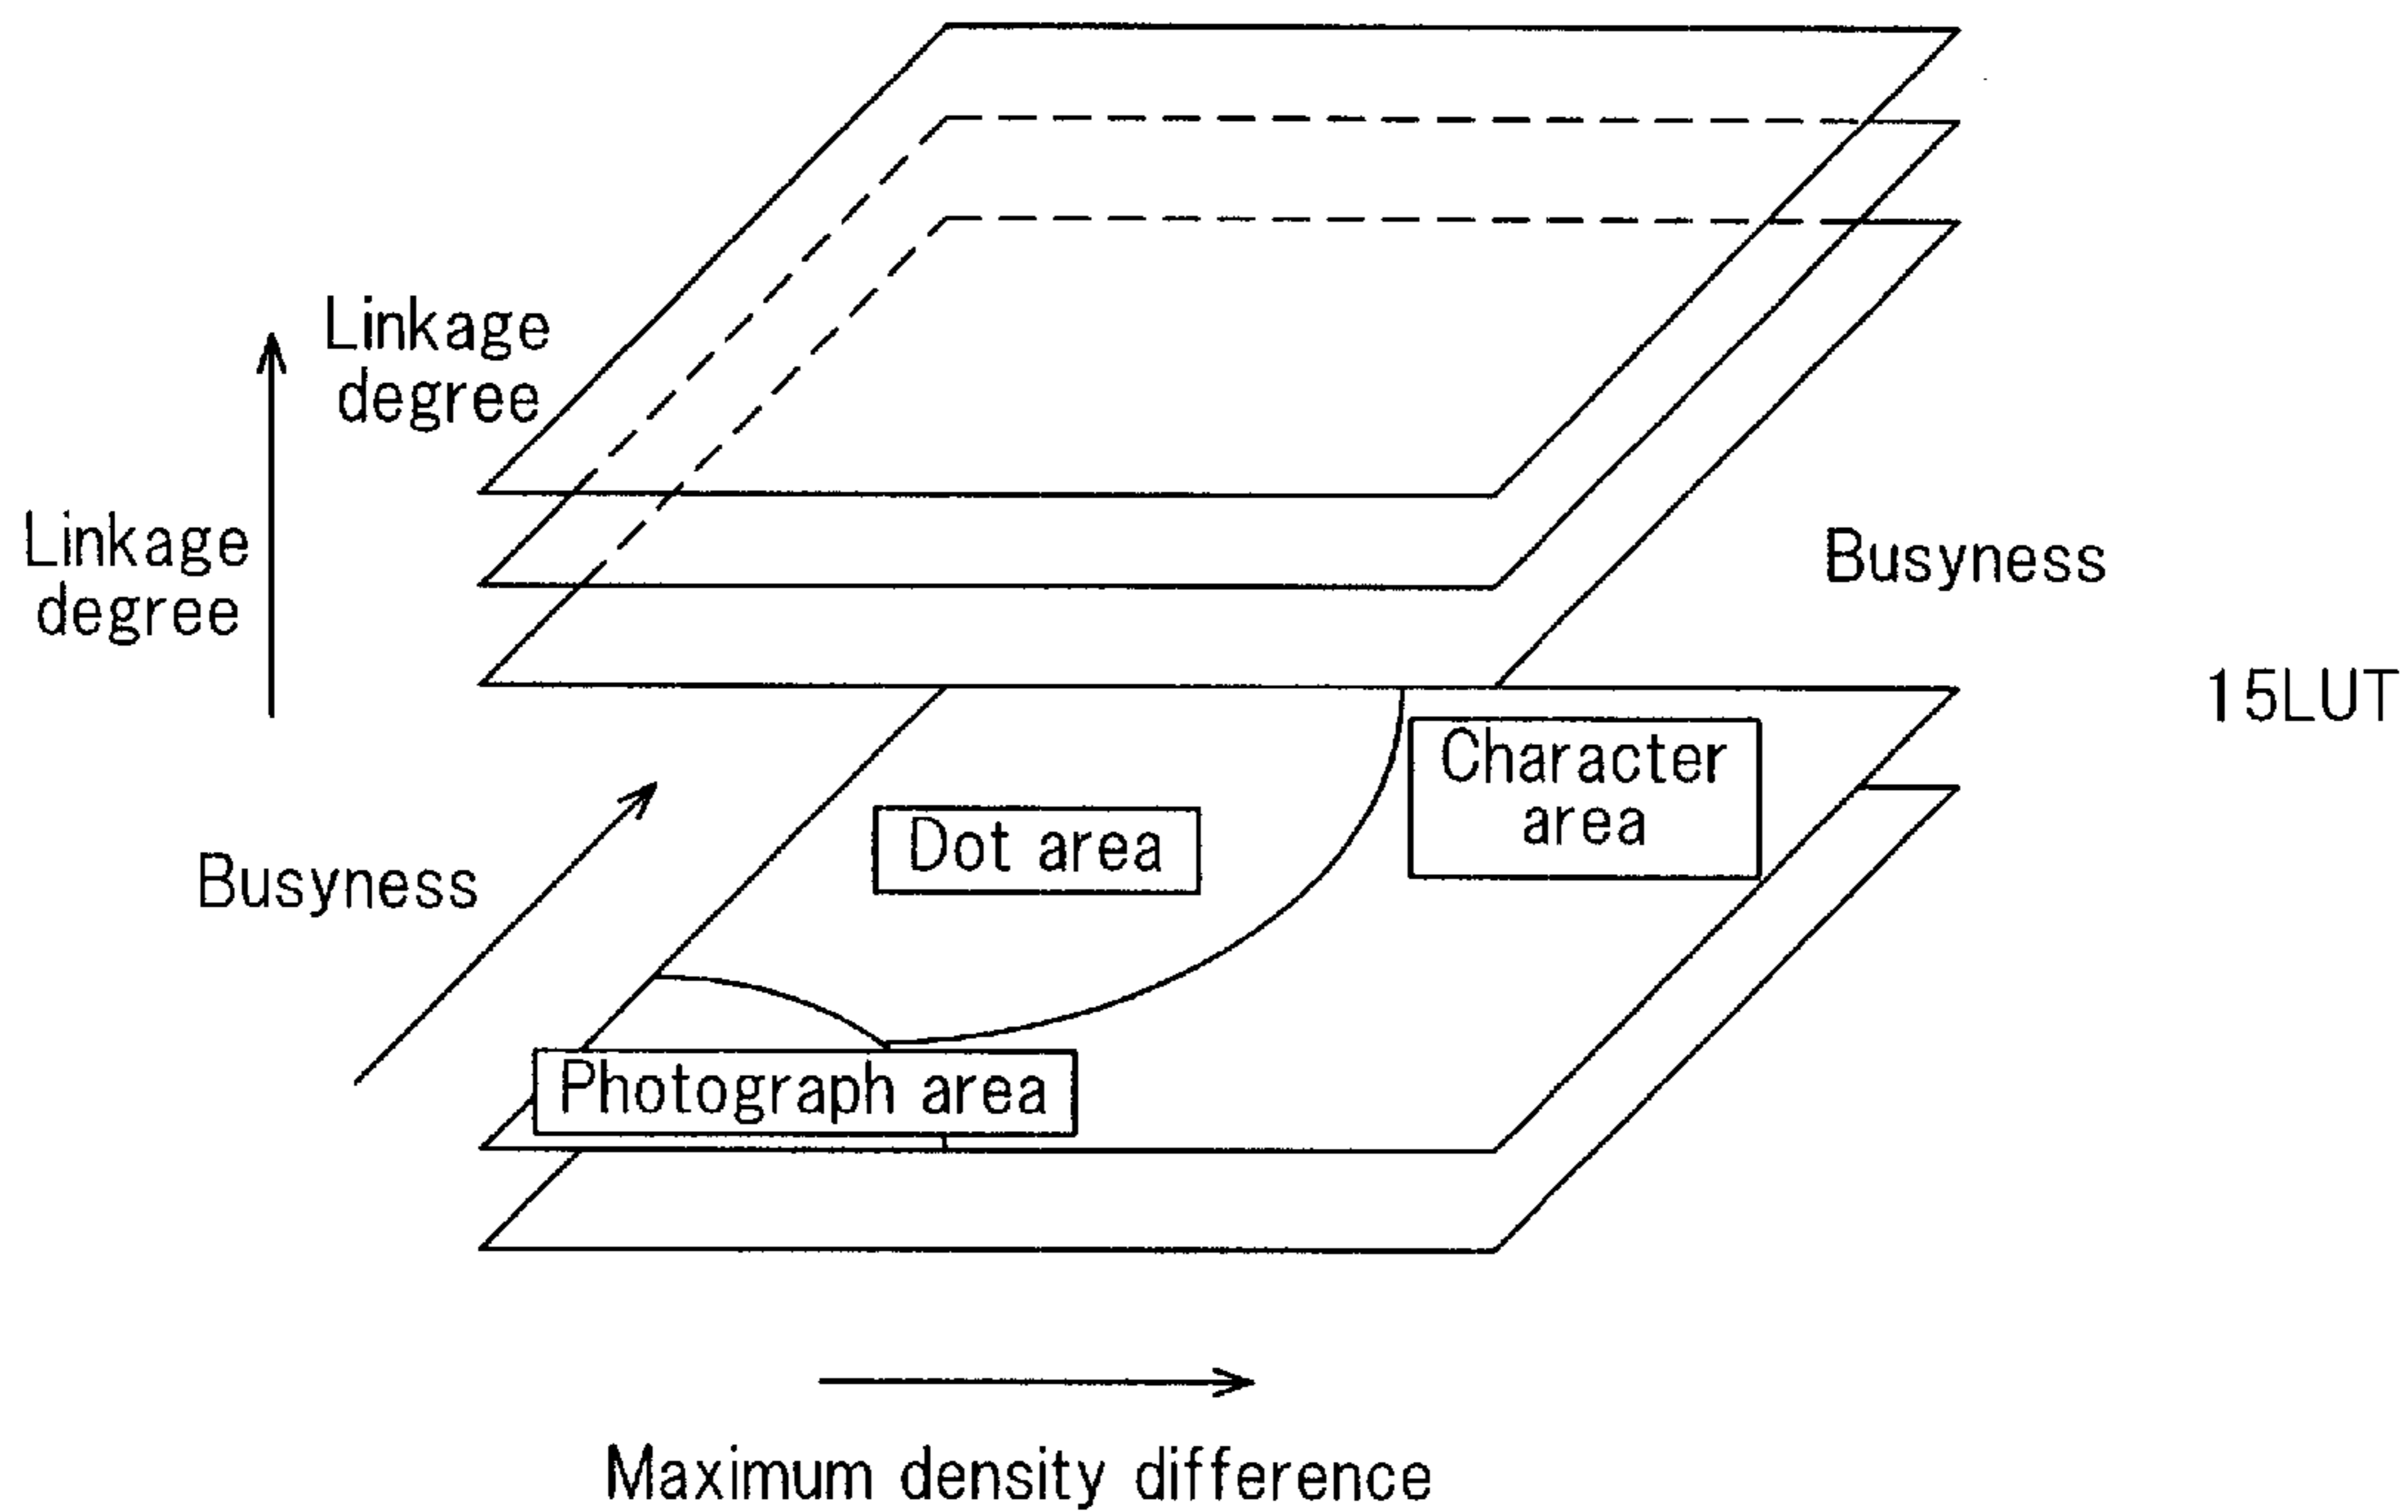 Linkage
degree
Linkage
degree
Busyness
15LUT
Character
area
Dot area
Busyness
Photograph area
Maximum density difference